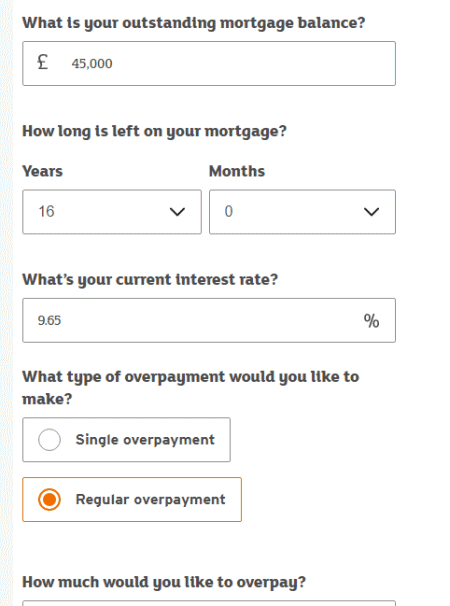 What is your outstanding mortgage balance?
£ 45,000
How long is left on your mortgage?
Years Months
16 0
What's your current interest rate?
9.65 %
What type of overpayment would you like to
make?
Single overpayment
Regular overpayment
How much would you like to overpay?